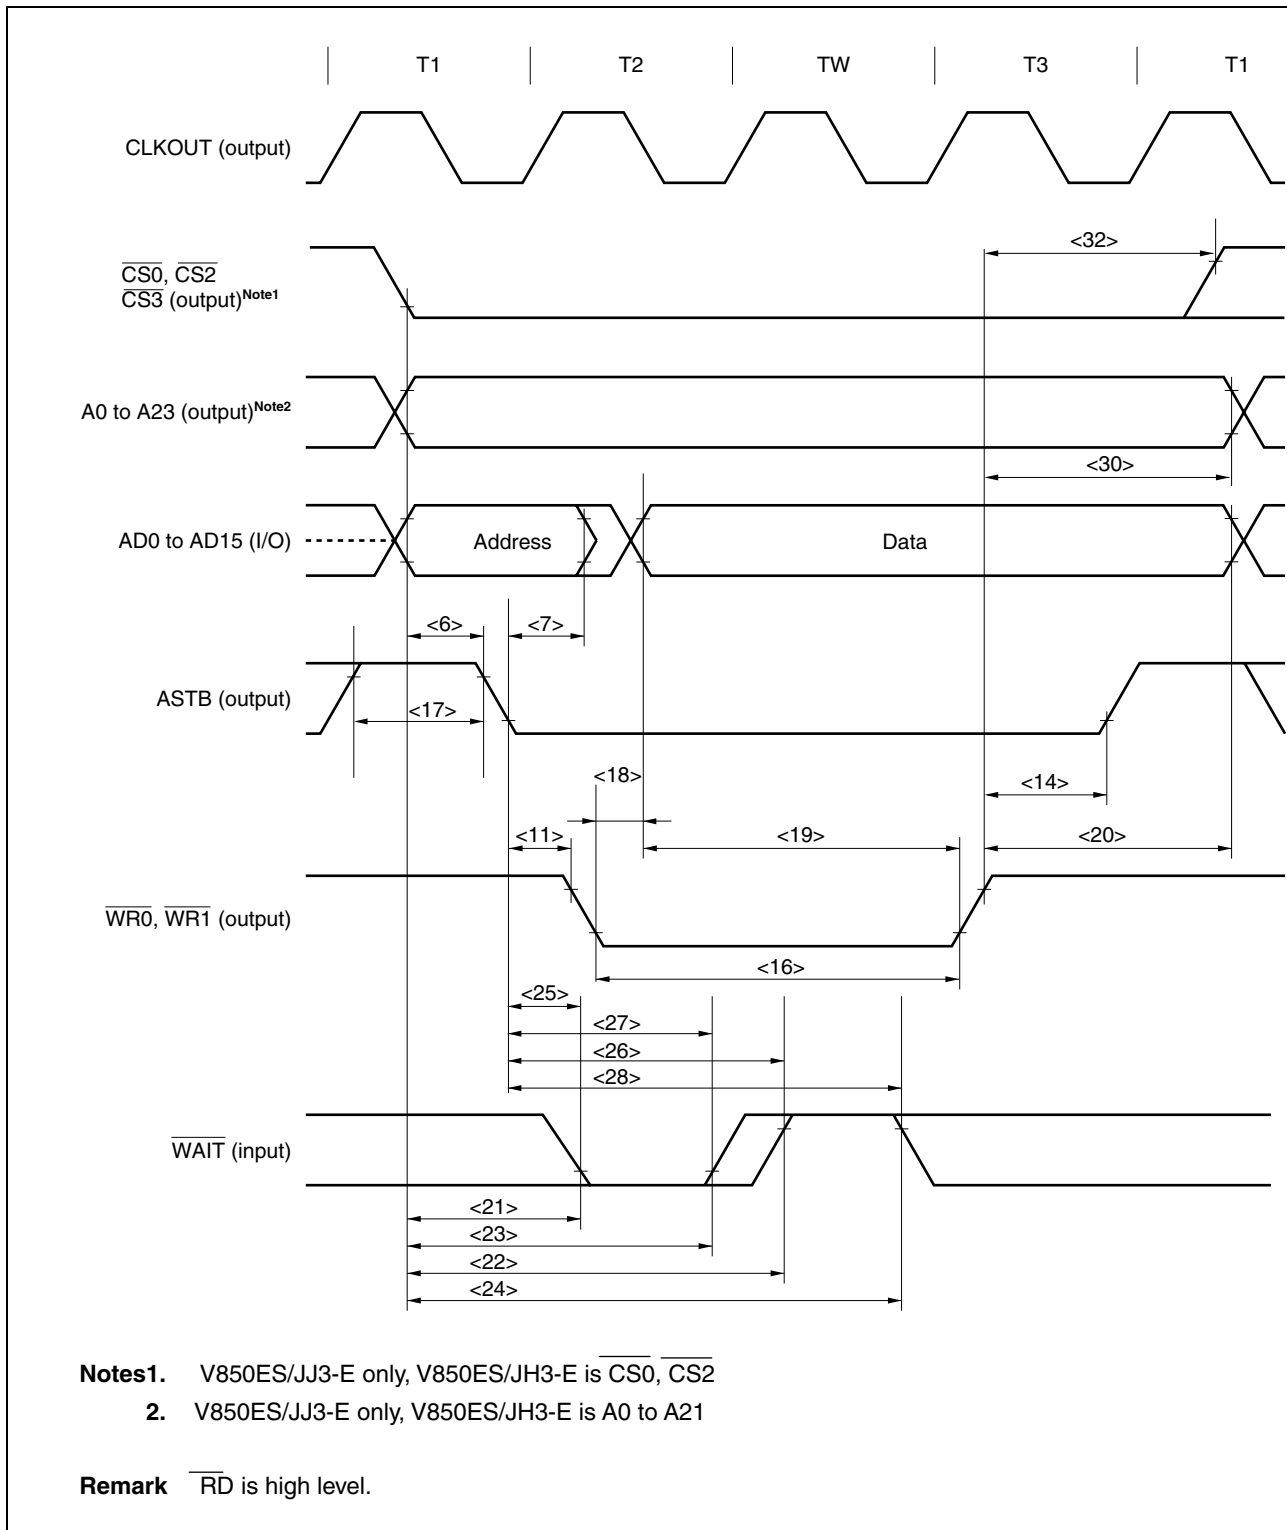 T1 T2 TW T3 T1
CLKOUT (output)
<32>
CS0, CS2
CS3 (output)Note1
A0 to A23 (output)Note2
<30>
AD0 to AD15 (I/O) Address Data
<6> <7>
ASTB (output)
<17>
<18> <14>
<11> <19> <20>
WR0, WR1 (output)
<16>
<25>
<27>
<26>
<28>
WAIT (input)
<21>
<23>
<22>
<24>
Notes1. V850ES/JJ3-E only, V850ES/JH3-E is CS0, CS2
2. V850ES/JJ3-E only, V850ES/JH3-E is A0 to A21
Remark RD is high level.